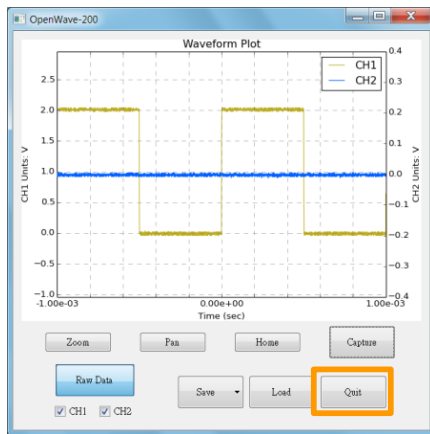 OpenWave-200
Waveform Plot
CH1
CH2
CH1 Units: V
2.5
2.0
1.5
1.0
0.5
0.0
−0.5
−1.0
0.4
0.3
0.2
0.1
0.0
−0.1
−0.2
−0.3
−0.4
CH2 Units: V
-1.00e-03 0.00e+00 1.00e-03
Time (sec)
Zoom Pan Home Capture
Raw Data Save Load Quit
CH1 CH2